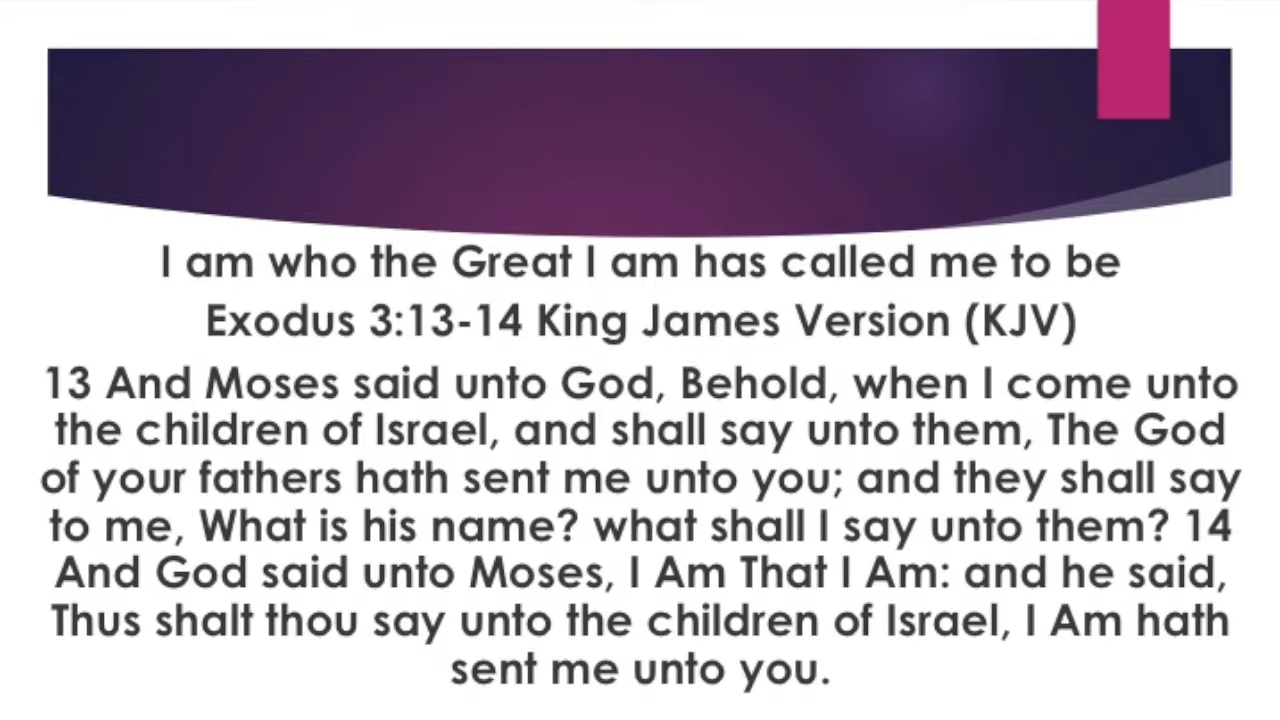 I am who the Great I am has called me to be
Exodus 3:13-14 King James Version (KJV)
13 And Moses said unto God, Behold, when I come unto
the children of Israel, and shall say unto them, The God
of your fathers hath sent me unto you; and they shall say
to me, What is his name? what shall I say unto them? 14
And God said unto Moses, I Am That I Am: and he said,
Thus shalt thou say unto the children of Israel, I Am hath
sent me unto you.